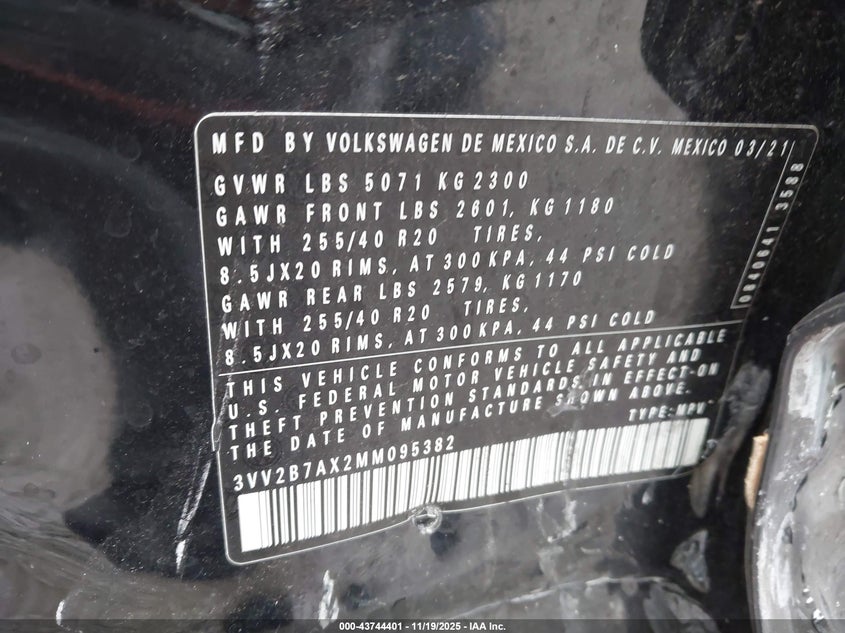 MFD BY VOLKSWAGEN DE MEXICO S.A. DE C.V. MEXICO 03/21
GVWR LBS 5071 KG 2300
GAWR FRONT LBS 2601, KG 1180
WITH 255/40 R20 TIRES,
8.5JX20 RIMS, AT 300 KPA, 44 PSI COLD
GAWR REAR LBS 2579, KG 1170
WITH 255/40 R20 TIRES,
8.5JX20 RIMS, AT 300 KPA, 44 PSI COLD
THIS VEHICLE CONFORMS TO ALL APPLICABLE
U.S. FEDERAL MOTOR VEHICLE SAFETY AND
THEFT PREVENTION STANDARDS IN EFFECT ON
THE DATE OF MANUFACTURE SHOWN ABOVE.
TYPE: MPV
3VV2B7AX2MM095382
000-43744401 - 11/19/2025 - IAA Inc.